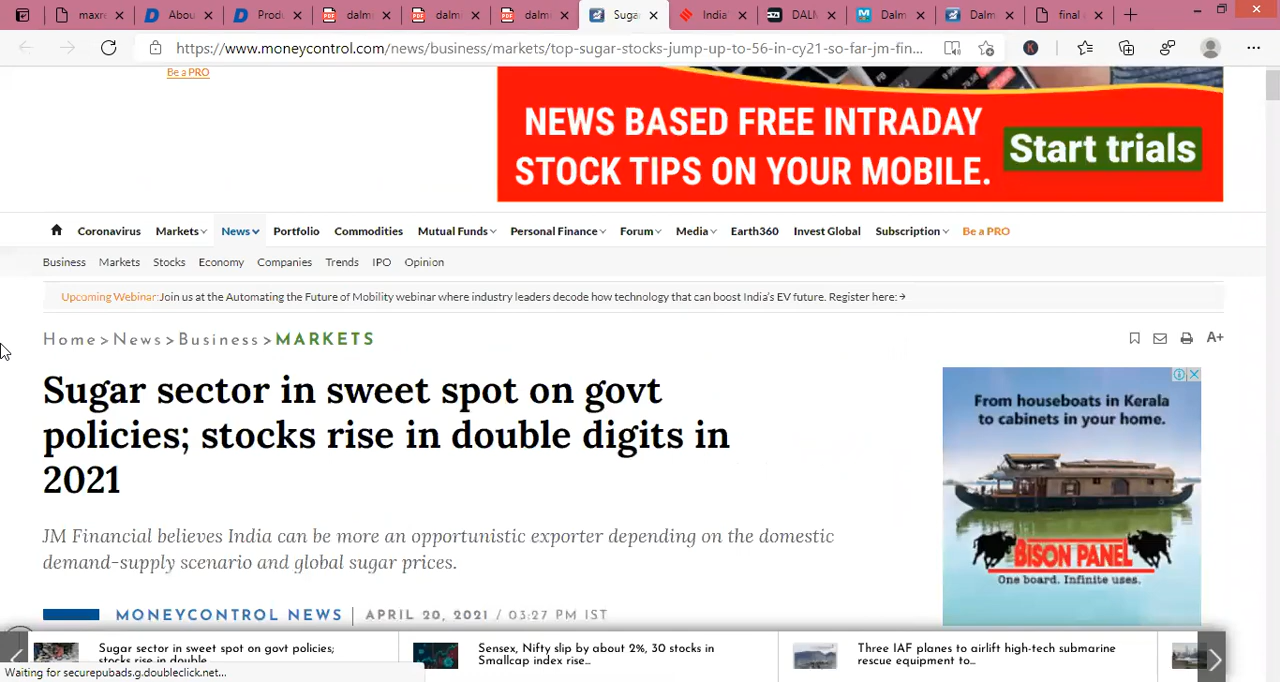 maxre
Abou
Produ
dalmi
dalmi
dalmi
Suga
India
DALM
Dalm
Dalm
final
https://www.moneycontrol.com/news/business/markets/top-sugar-stocks-jump-up-to-56-in-cy21-so-far-jm-fin...
Be a PRO
NEWS BASED FREE INTRADAY
STOCK TIPS ON YOUR MOBILE.
Start trials
Coronavirus Markets News Portfolio Commodities Mutual Funds Personal Finance Forum Media Earth360 Invest Global Subscription Be a PRO
Business Markets Stocks Economy Companies Trends IPO Opinion
Upcoming Webinar:Join us at the Automating the Future of Mobility webinar where industry leaders decode how technology that can boost India's EV future. Register here:
Home > News > Business > MARKETS
A+
Sugar sector in sweet spot on govt
policies; stocks rise in double digits in
2021
JM Financial believes India can be more an opportunistic exporter depending on the domestic
demand-supply scenario and global sugar prices.
MONEYCONTROL NEWS | APRIL 20, 2021 / 03:27 PM IST
From houseboats in Kerala
to cabinets in your home.
BISON PANEL
One board. Infinite uses.
Sugar sector in sweet spot on govt policies;
stocks rise in double
Sensex, Nifty slip by about 2%, 30 stocks in
Smallcap index rise...
Three IAF planes to airlift high-tech submarine
rescue equipment to...
Waiting for securepubads.g.doubleclick.net...